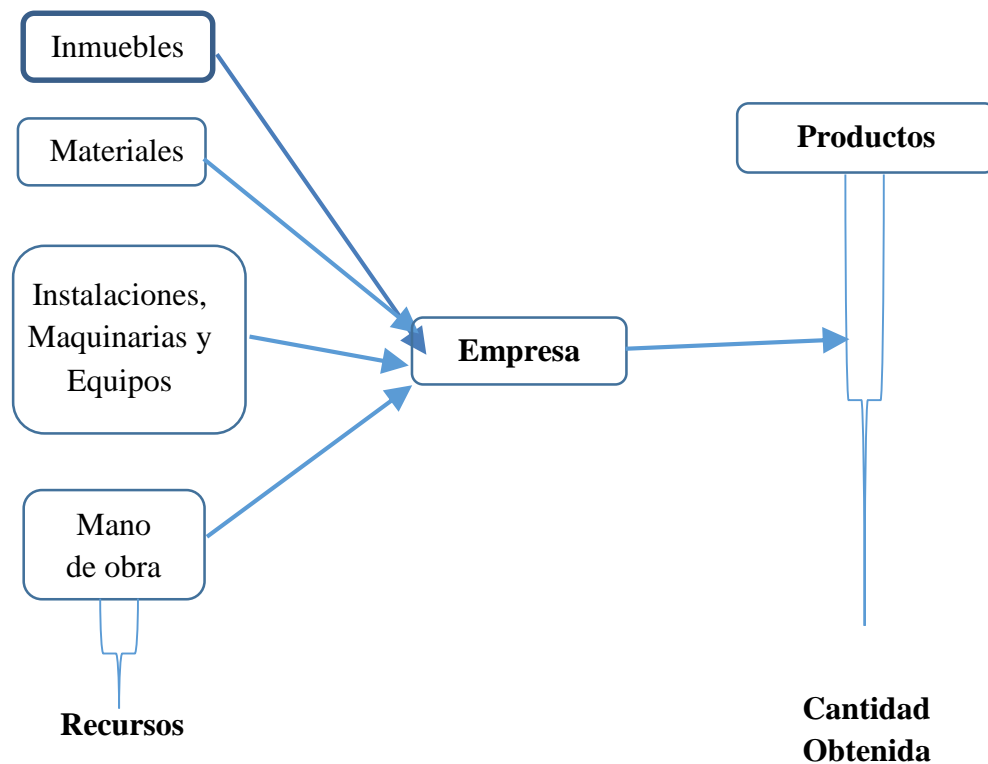 Inmuebles
Materiales
Instalaciones,
Maquinarias y
Equipos
Mano
de obra
Recursos
Empresa
Productos
Cantidad
Obtenida